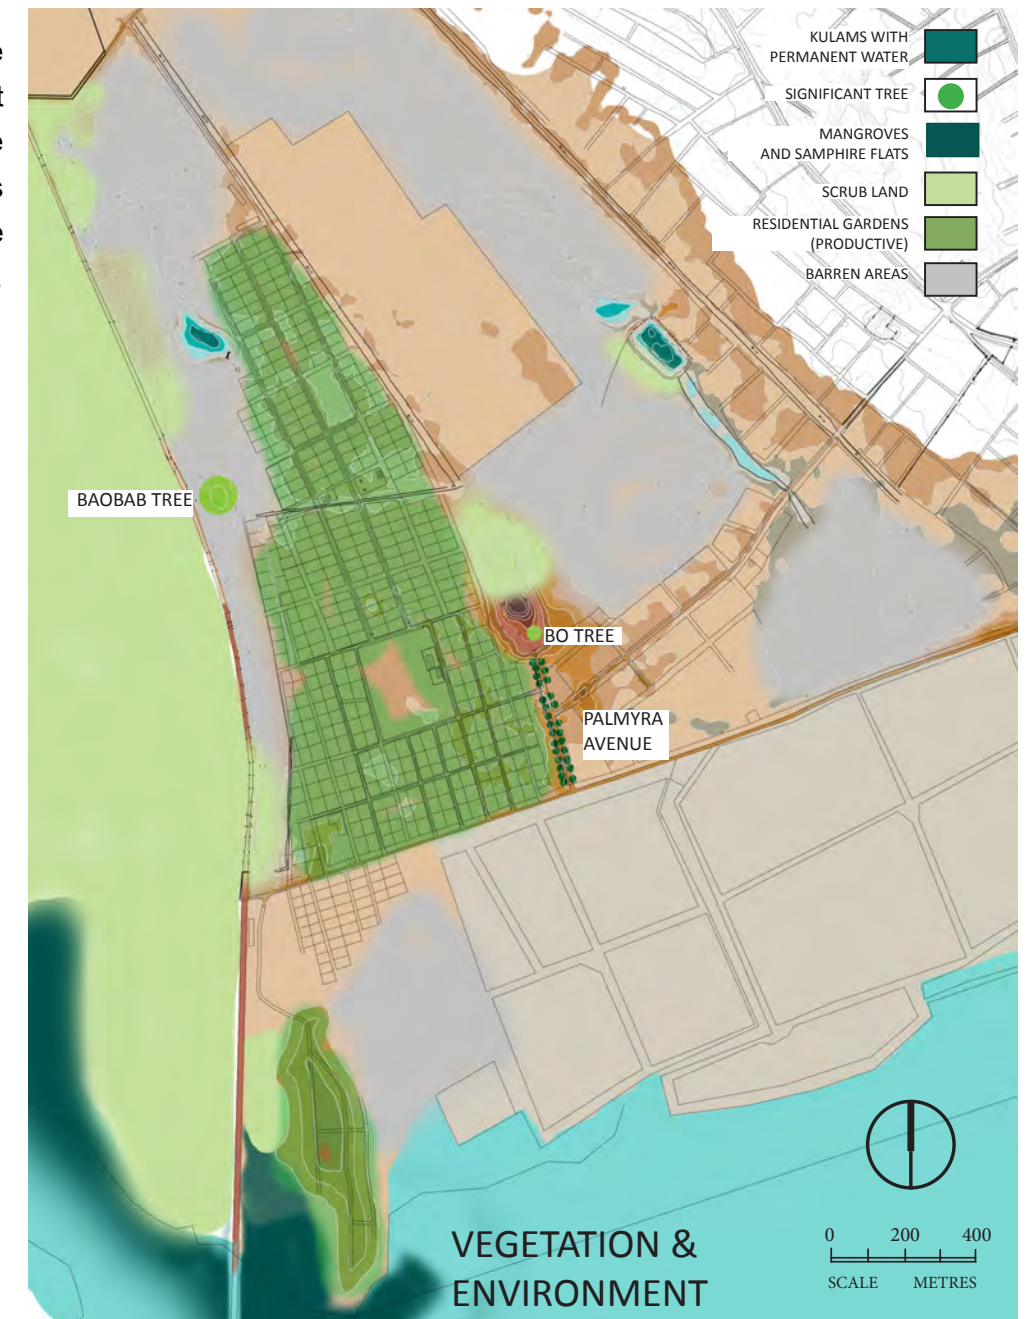 e
t
e
s
e
.
KULAMS WITH
PERMANENT WATER
SIGNIFICANT TREE
MANGROVES
AND SAMPHIRE FLATS
SCRUB LAND
RESIDENTIAL GARDENS
(PRODUCTIVE)
BARREN AREAS
BAOBAB TREE
BO TREE
PALMYRA
AVENUE
VEGETATION &
ENVIRONMENT
0 200 400
SCALE METRES